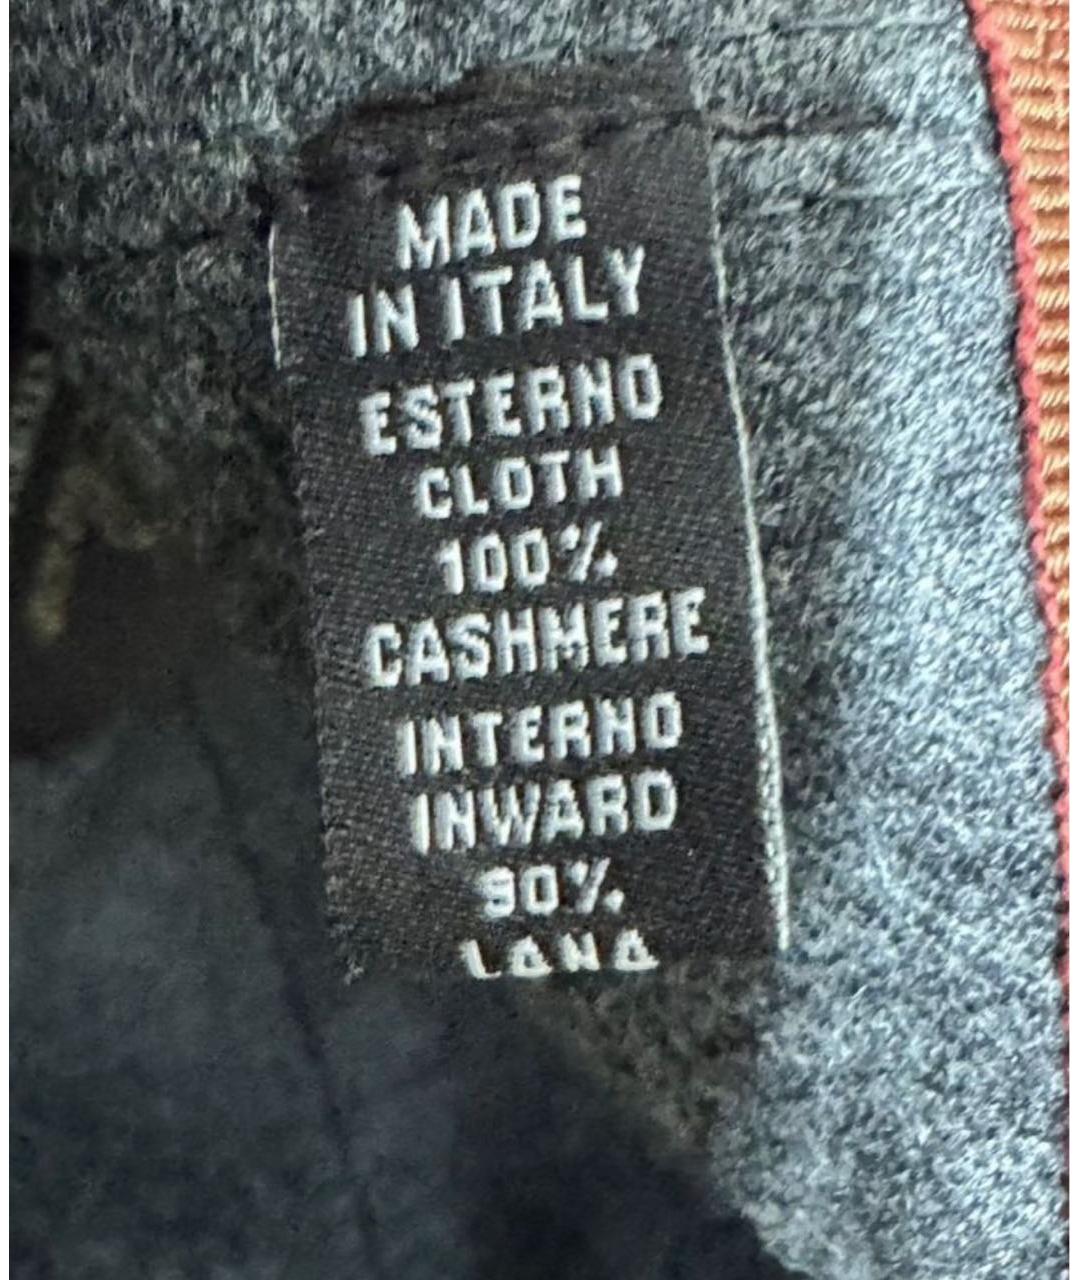 MADE
IN ITALY
ESTERNO
CLOTH
100%
CASHMERE
INTERNO
INWARD
90%
LANA